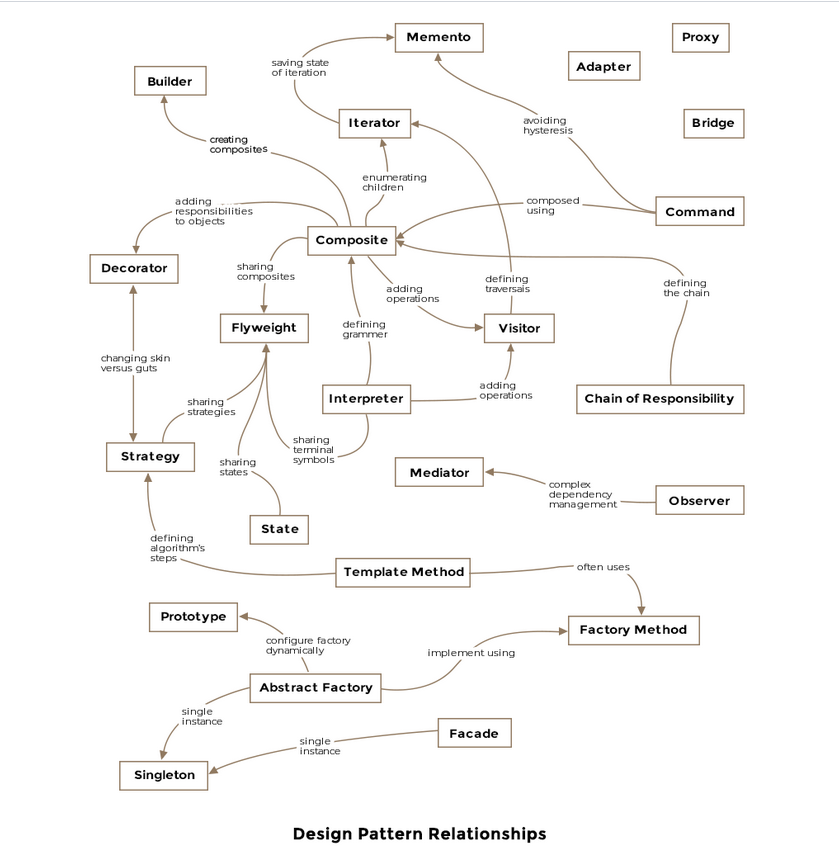 Memento
Proxy
saving state
of iteration
Adapter
Builder
Iterator
avoiding
hysteresis
Bridge
creating
composites
enumerating
children
adding
responsibilities
to objects
composed
using
Command
Composite
Decorator
sharing
composites
adding
operations
defining
traversais
defining
the chain
Flyweight
defining
grammer
Visitor
changing skin
versus guts
sharing
strategies
Interpreter
adding
operations
Chain of Responsibility
Strategy
sharing
states
sharing
terminal
symbols
Mediator
complex
dependency
management
Observer
State
defining
algorithm's
steps
Template Method
often uses
Prototype
configure factory
dynamically
implement using
Factory Method
Abstract Factory
single
instance
single
instance
Facade
Singleton
Design Pattern Relationships